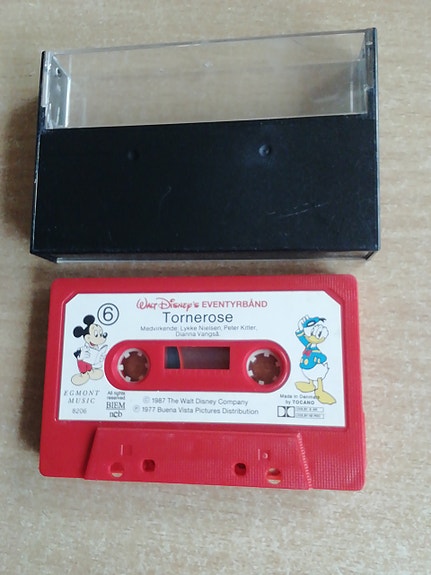 6
Walt Disney's EVENTYRBÅND
Tornerose
Medvirkende: Lykke Nielsen, Peter Kitter,
Dianna Vangså
EGMONT
MUSIC
8206
All rights
reserved
BIEM
ncb
℗ 1987 The Walt Disney Company
© 1977 Buena Vista Pictures Distribution
Made in Denmark
by TOCANO